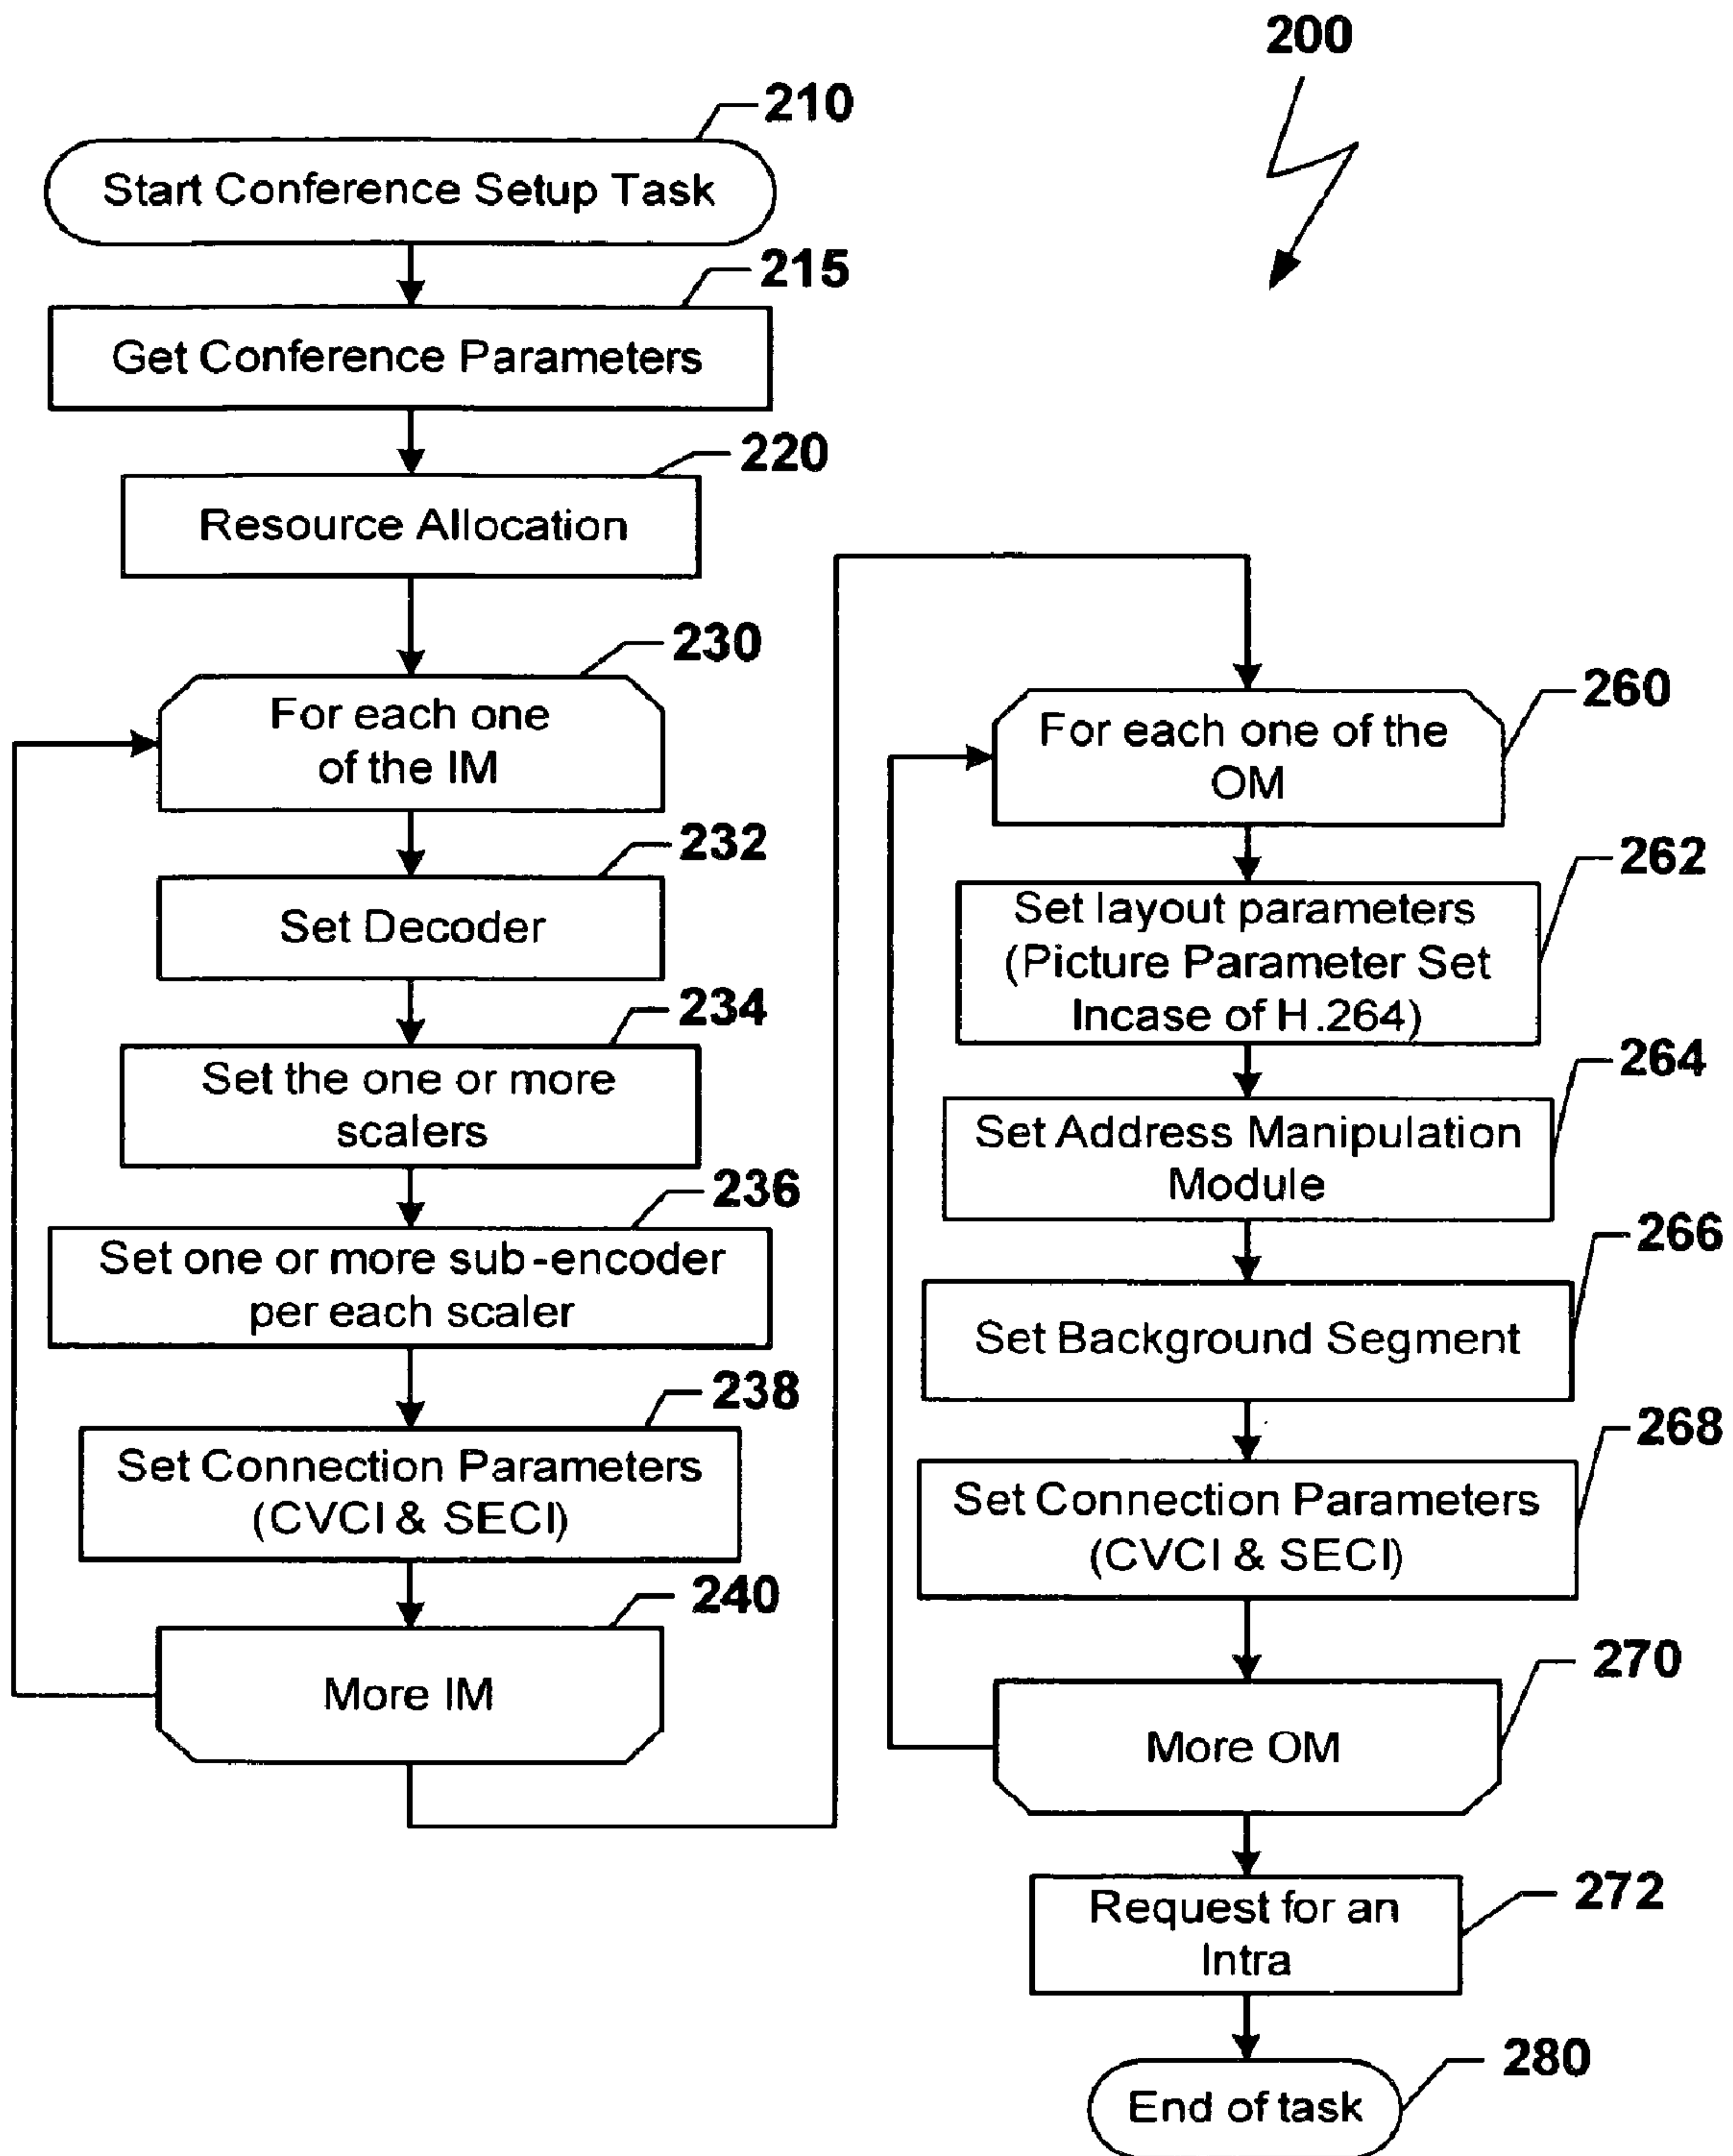 200
210
Start Conference Setup Task
215
Get Conference Parameters
220
Resource Allocation
230
For each one
of the IM
232
Set Decoder
234
Set the one or more
scalers
236
Set one or more sub-encoder
per each scaler
238
Set Connection Parameters
(CVCI & SECI)
240
More IM
260
For each one of the
OM
262
Set layout parameters
(Picture Parameter Set
Incase of H.264)
264
Set Address Manipulation
Module
266
Set Background Segment
268
Set Connection Parameters
(CVCI & SECI)
270
More OM
272
Request for an
Intra
280
End of task